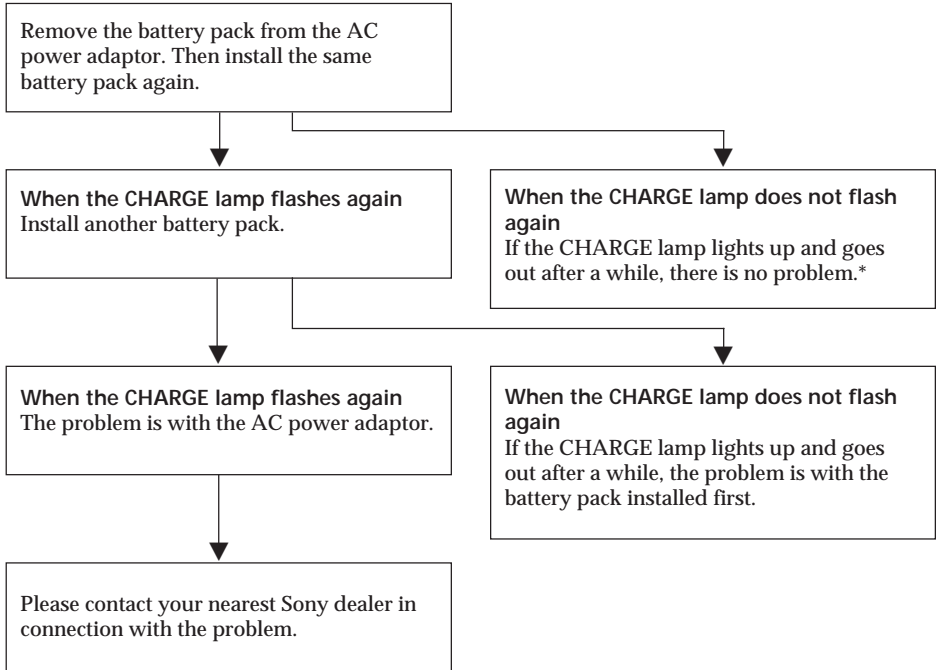 Remove the battery pack from the AC
power adaptor. Then install the same
battery pack again.
When the CHARGE lamp flashes again
Install another battery pack.
When the CHARGE lamp does not flash
again
If the CHARGE lamp lights up and goes
out after a while, there is no problem.*
When the CHARGE lamp flashes again
The problem is with the AC power adaptor.
When the CHARGE lamp does not flash
again
If the CHARGE lamp lights up and goes
out after a while, the problem is with the
battery pack installed first.
Please contact your nearest Sony dealer in
connection with the problem.